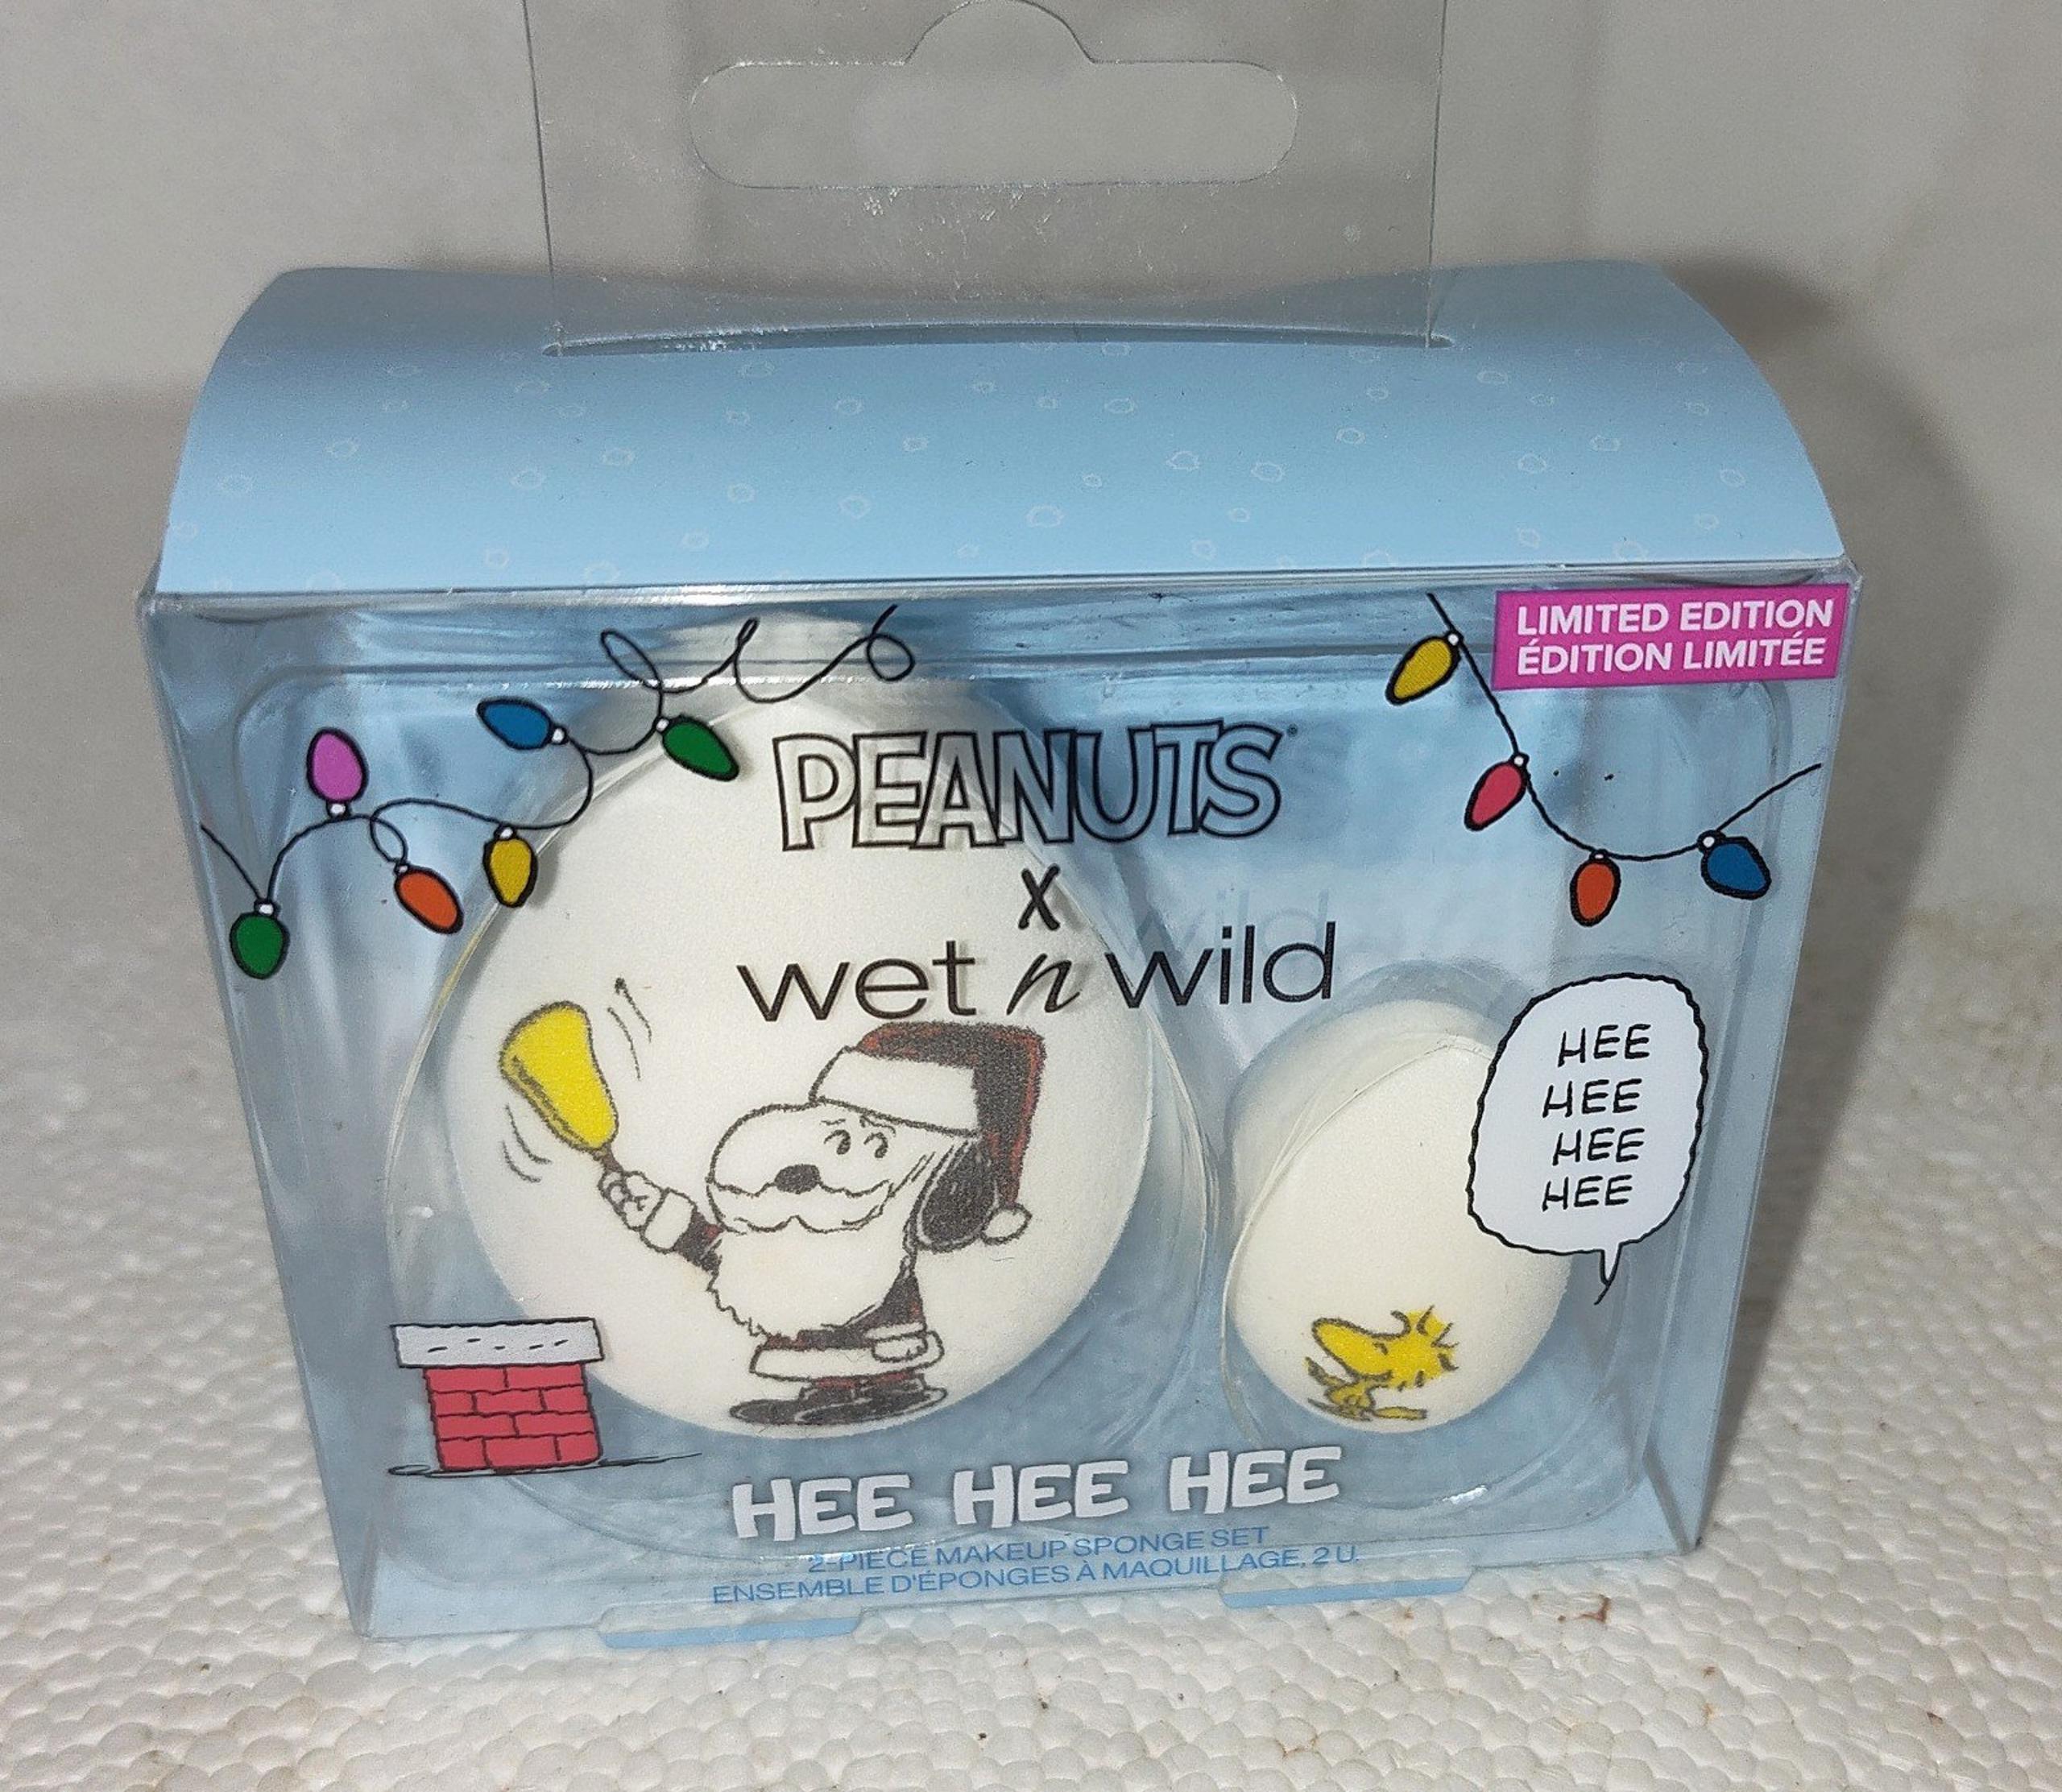 LIMITED EDITION
ÉDITION LIMITÉE
PEANUTS
X
wet n wild
HEE
HEE
HEE
HEE
HEE HEE HEE
2-PIECE MAKEUP SPONGE SET
ENSEMBLE D'ÉPONGES À MAQUILLAGE, 2 U.